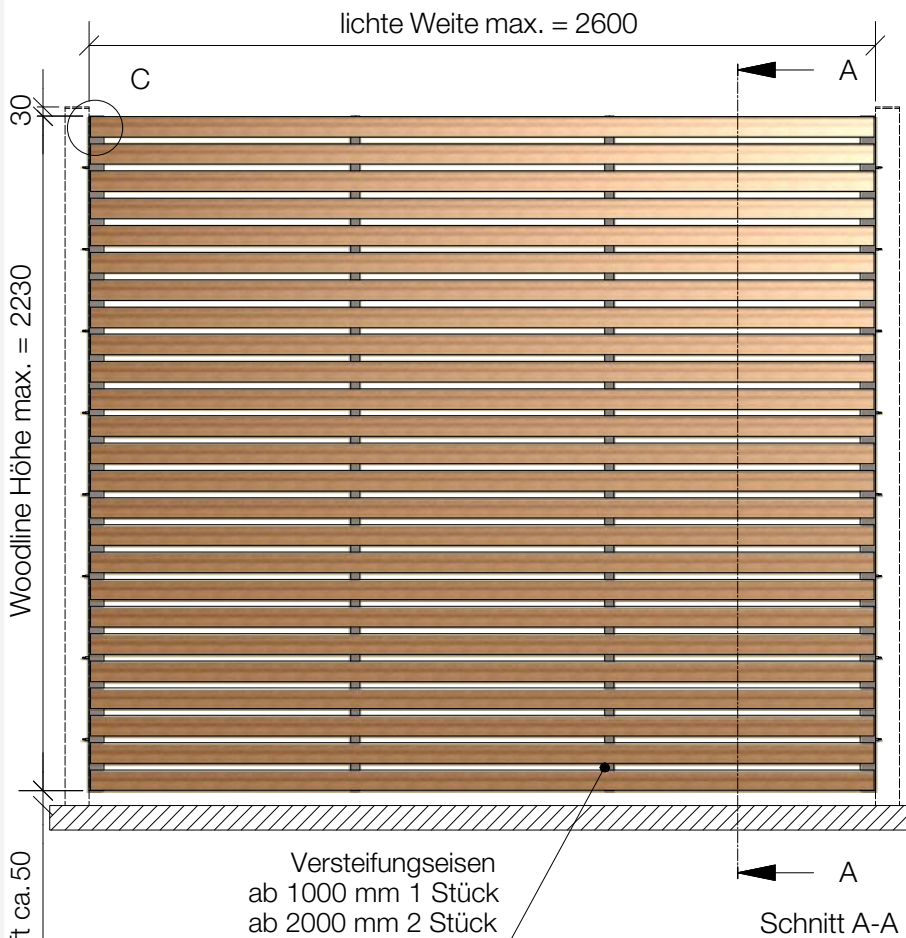 lichte Weite max. = 2600
C
A
30
Woodline Höhe max. = 2230
ca. 50
Versteifungseisen
ab 1000 mm 1 Stück
ab 2000 mm 2 Stück
A
Schnitt A-A